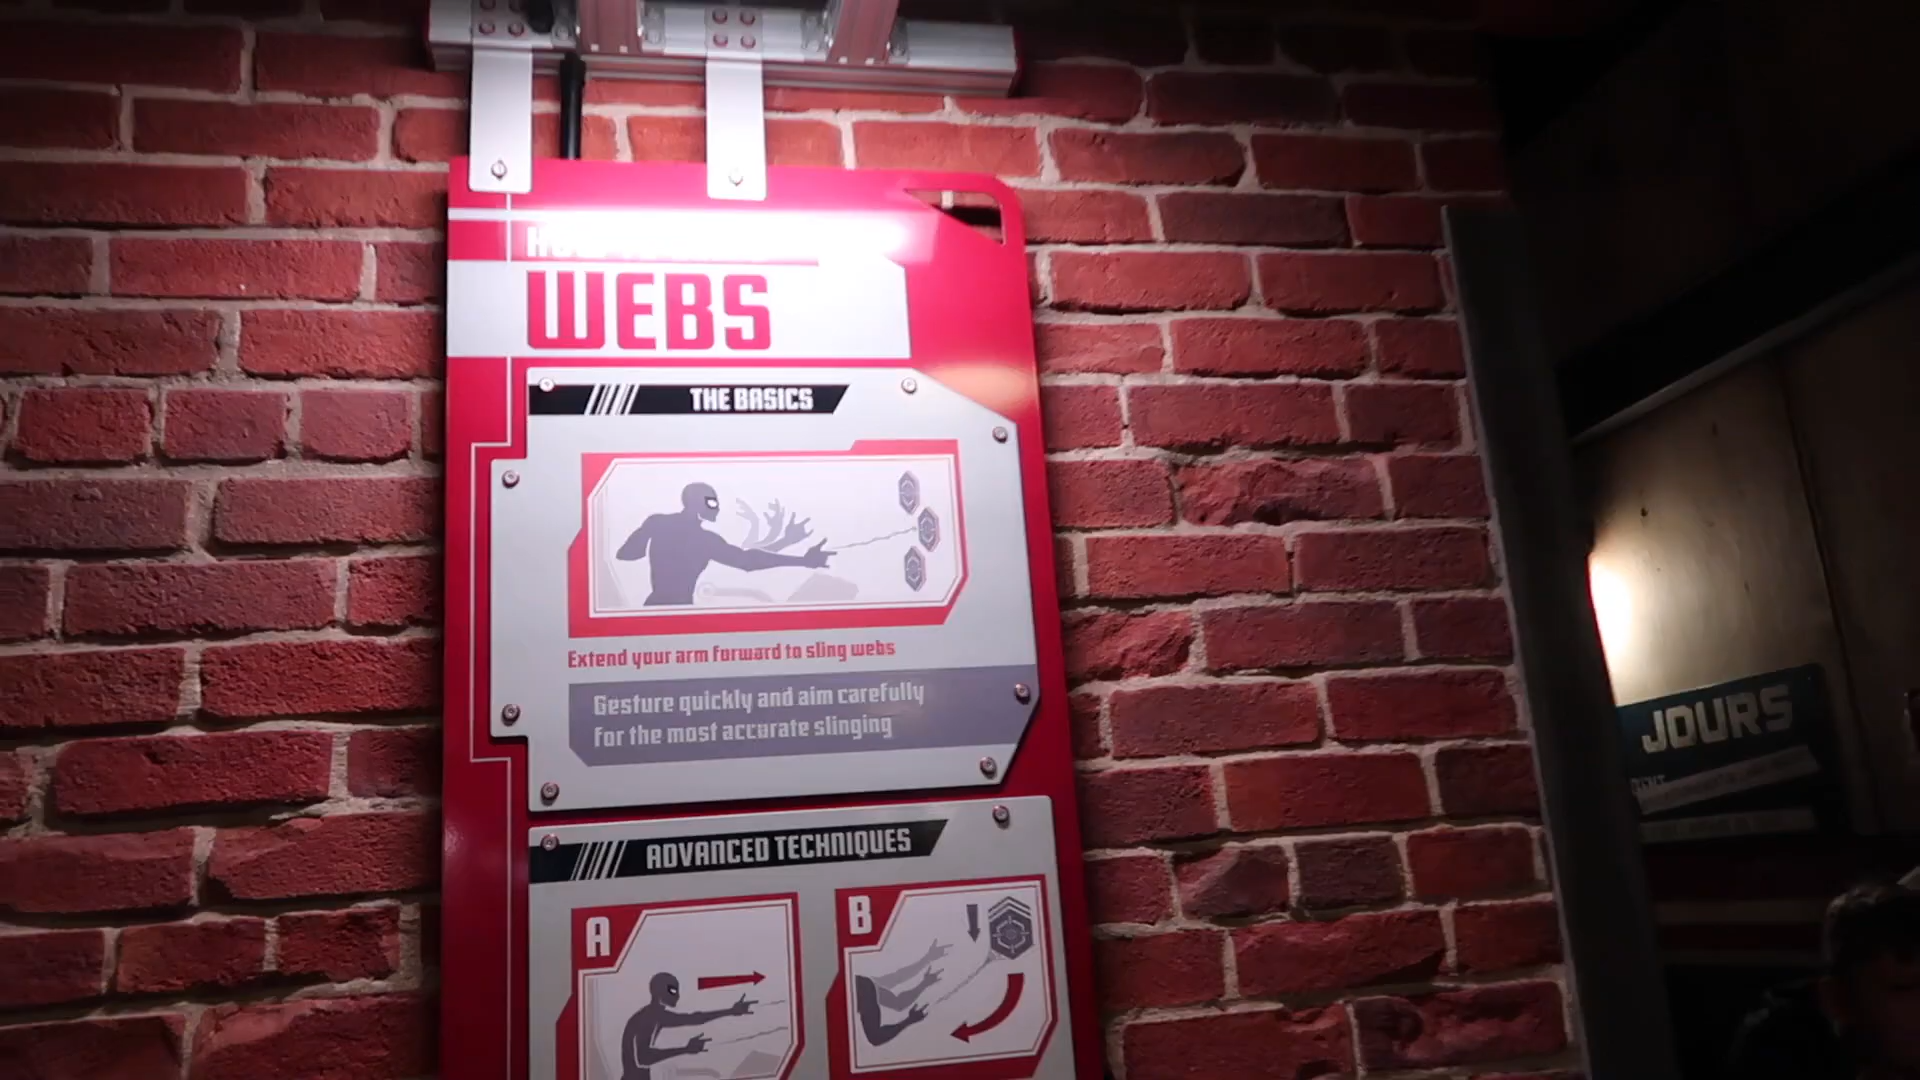 WEBS
THE BASICS
Extend your arm forward to sling webs
Gesture quickly and aim carefully
for the most accurate slinging
ADVANCED TECHNIQUES
A
B
JOURS